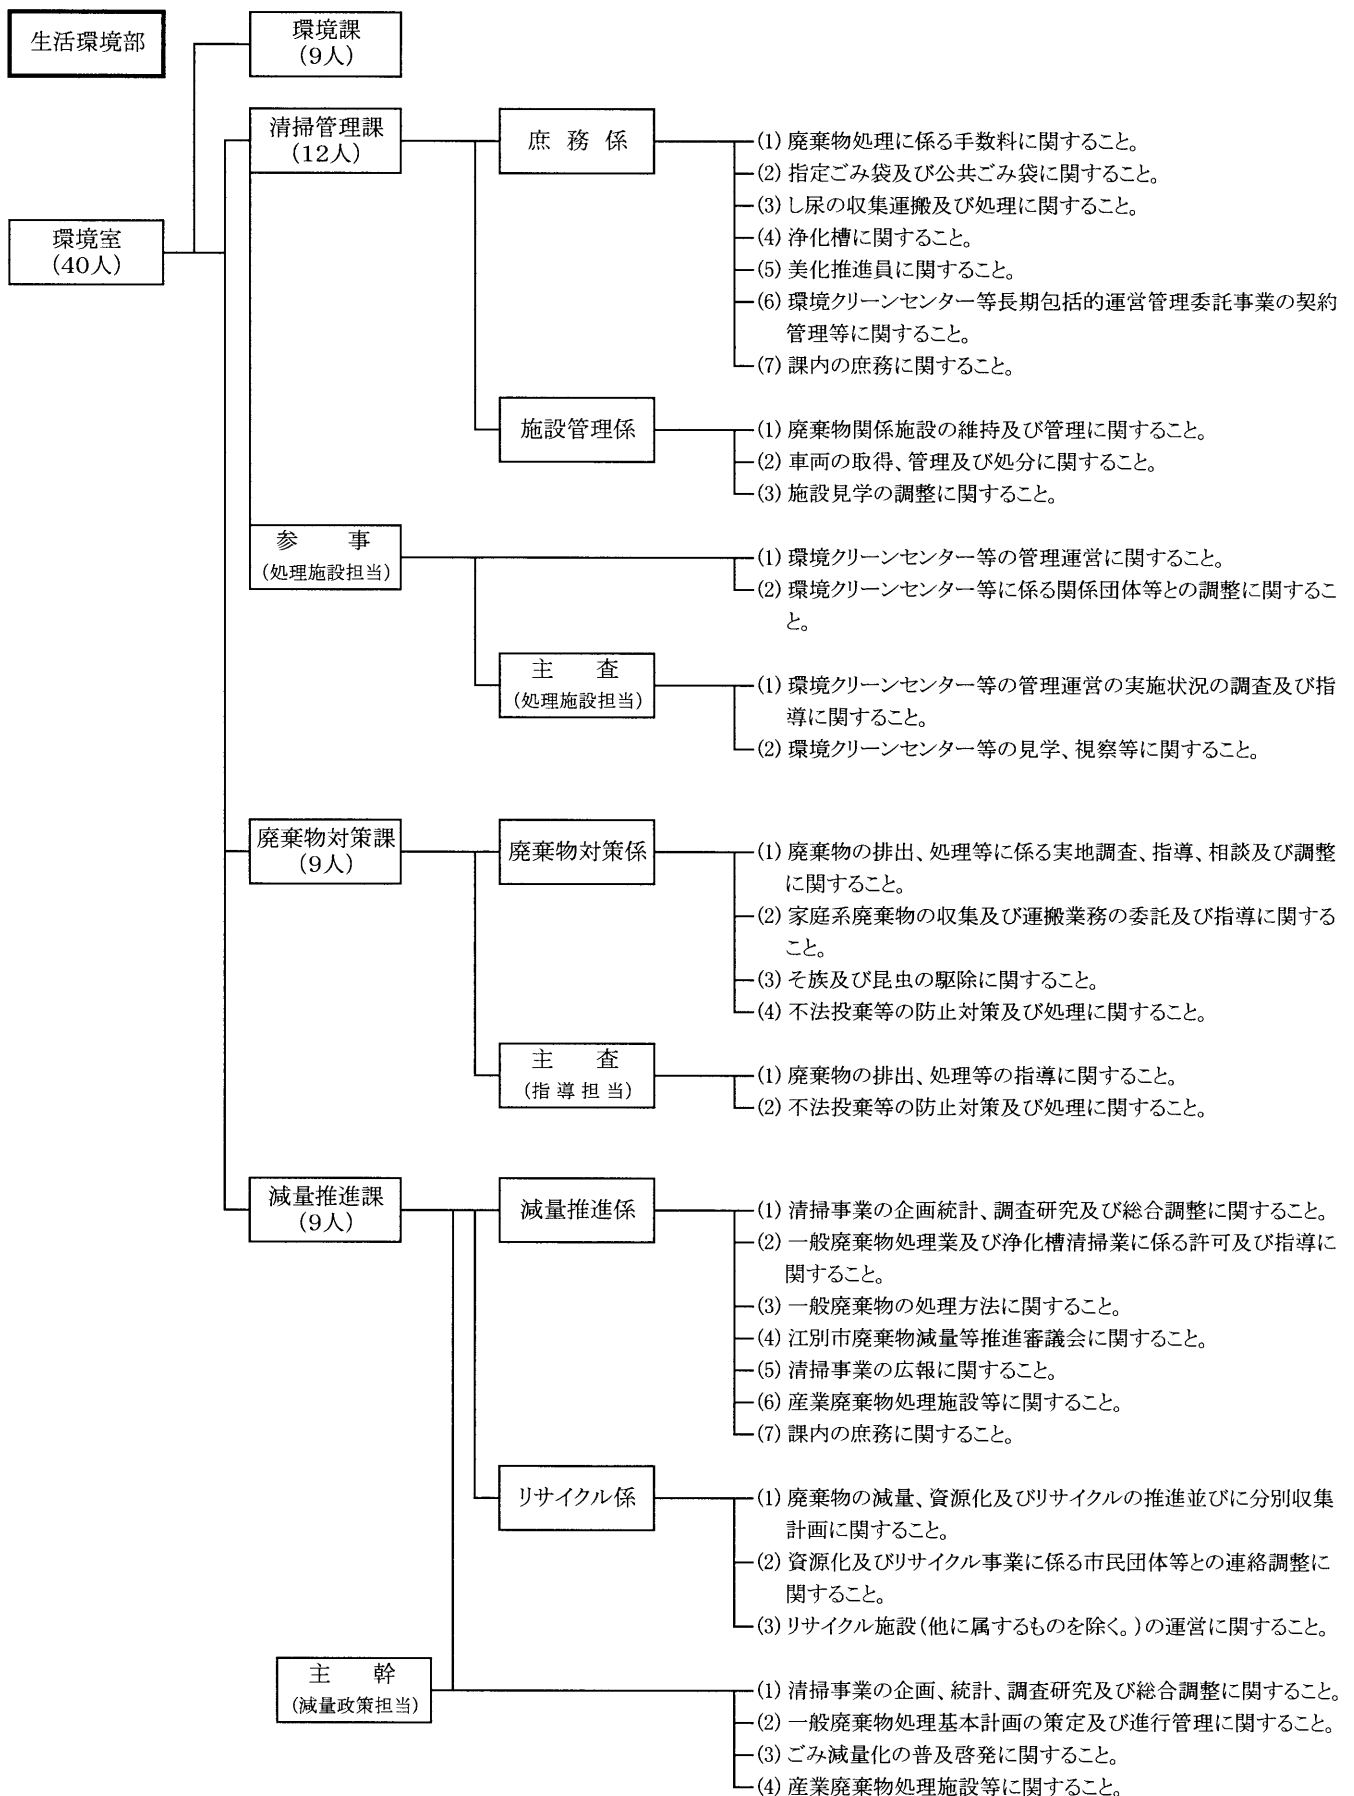 生活環境部
環境課
(9人)
環境室
(40人)
清掃管理課
(12人)
庶 務 係
(1) 廃棄物処理に係る手数料に関すること。
(2) 指定ごみ袋及び公共ごみ袋に関すること。
(3) し尿の収集運搬及び処理に関すること。
(4) 浄化槽に関すること。
(5) 美化推進員に関すること。
(6) 環境クリーンセンター等長期包括的運営管理委託事業の契約
管理等に関すること。
(7) 課内の庶務に関すること。
施設管理係
(1) 廃棄物関係施設の維持及び管理に関すること。
(2) 車両の取得、管理及び処分に関すること。
(3) 施設見学の調整に関すること。
参 事
(処理施設担当)
(1) 環境クリーンセンター等の管理運営に関すること。
(2) 環境クリーンセンター等に係る関係団体等との調整に関するこ
と。
主 査
(処理施設担当)
(1) 環境クリーンセンター等の管理運営の実施状況の調査及び指
導に関すること。
(2) 環境クリーンセンター等の見学、視察等に関すること。
廃棄物対策課
(9人)
廃棄物対策係
(1) 廃棄物の排出、処理等に係る実地調査、指導、相談及び調整
に関すること。
(2) 家庭系廃棄物の収集及び運搬業務の委託及び指導に関する
こと。
(3) そ族及び昆虫の駆除に関すること。
(4) 不法投棄等の防止対策及び処理に関すること。
主 査
(指 導 担 当)
(1) 廃棄物の排出、処理等の指導に関すること。
(2) 不法投棄等の防止対策及び処理に関すること。
減量推進課
(9人)
減量推進係
(1) 清掃事業の企画統計、調査研究及び総合調整に関すること。
(2) 一般廃棄物処理業及び浄化槽清掃業に係る許可及び指導に
関すること。
(3) 一般廃棄物の処理方法に関すること。
(4) 江別市廃棄物減量等推進審議会に関すること。
(5) 清掃事業の広報に関すること。
(6) 産業廃棄物処理施設等に関すること。
(7) 課内の庶務に関すること。
リサイクル係
(1) 廃棄物の減量、資源化及びリサイクルの推進並びに分別収集
計画に関すること。
(2) 資源化及びリサイクル事業に係る市民団体等との連絡調整に
関すること。
(3) リサイクル施設(他に属するものを除く。)の運営に関すること。
主 幹
(減量政策担当)
(1) 清掃事業の企画、統計、調査研究及び総合調整に関すること。
(2) 一般廃棄物処理基本計画の策定及び進行管理に関すること。
(3) ごみ減量化の普及啓発に関すること。
(4) 産業廃棄物処理施設等に関すること。